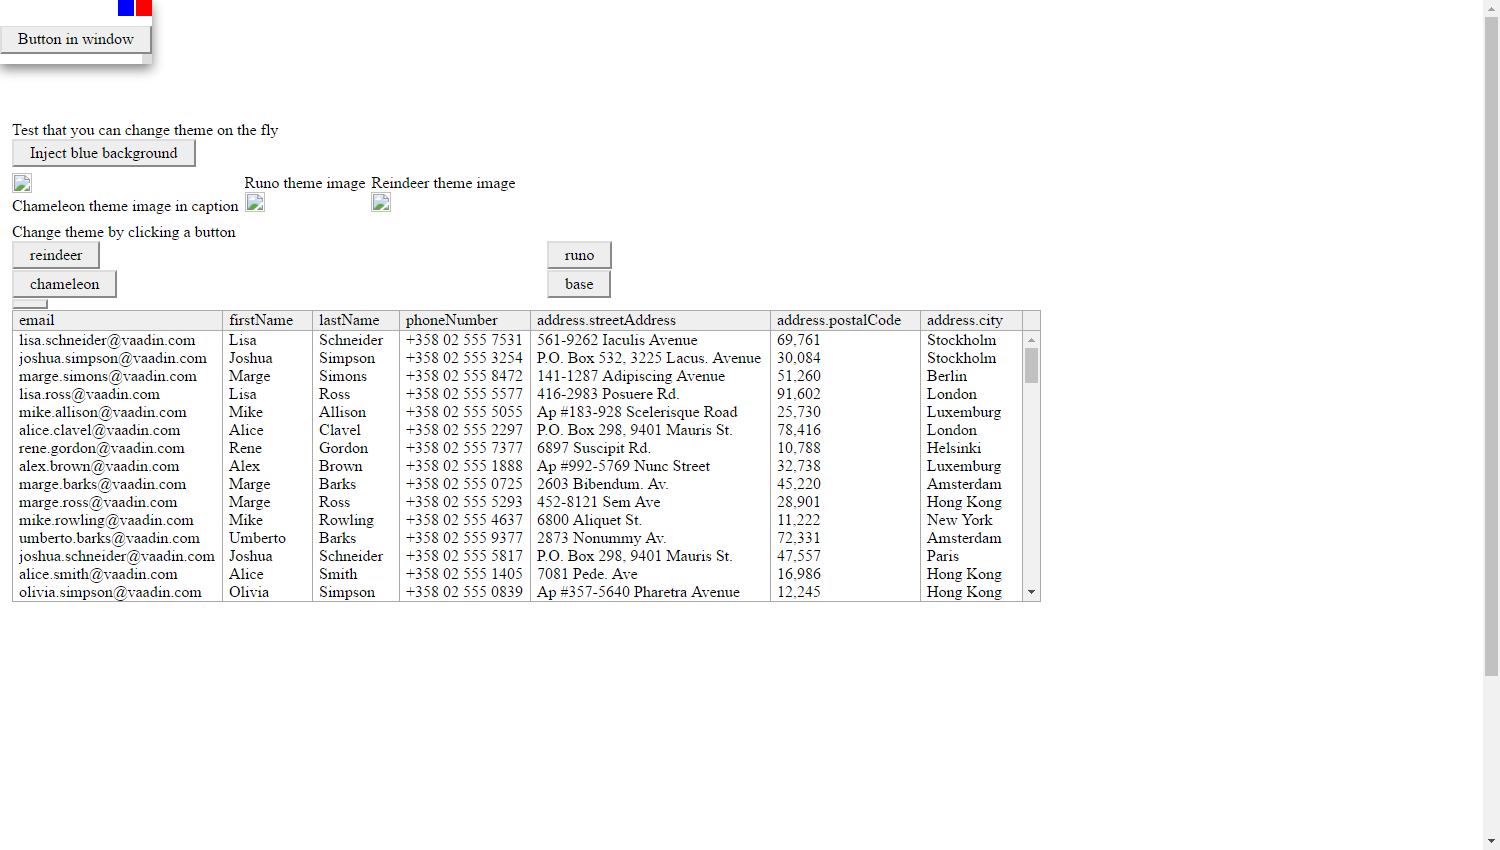 Button in window
Test that you can change theme on the fly
Inject blue background
Runo theme image Reindeer theme image
Chameleon theme image in caption
Change theme by clicking a button
reindeer runo
chameleon base
email firstName lastName phoneNumber address.streetAddress address.postalCode address.city
lisa.schneider@vaadin.com Lisa Schneider +358 02 555 7531 561-9262 Iaculis Avenue 69,761 Stockholm
joshua.simpson@vaadin.com Joshua Simpson +358 02 555 3254 P.O. Box 532, 3225 Lacus. Avenue 30,084 Stockholm
marge.simons@vaadin.com Marge Simons +358 02 555 8472 141-1287 Adipiscing Avenue 51,260 Berlin
lisa.ross@vaadin.com Lisa Ross +358 02 555 5577 416-2983 Posuere Rd. 91,602 London
mike.allison@vaadin.com Mike Allison +358 02 555 5055 Ap #183-928 Scelerisque Road 25,730 Luxemburg
alice.clavel@vaadin.com Alice Clavel +358 02 555 2297 P.O. Box 298, 9401 Mauris St. 78,416 London
rene.gordon@vaadin.com Rene Gordon +358 02 555 7377 6897 Suscipit Rd. 10,788 Helsinki
alex.brown@vaadin.com Alex Brown +358 02 555 1888 Ap #992-5769 Nunc Street 32,738 Luxemburg
marge.barks@vaadin.com Marge Barks +358 02 555 0725 2603 Bibendum. Av. 45,220 Amsterdam
marge.ross@vaadin.com Marge Ross +358 02 555 5293 452-8121 Sem Ave 28,901 Hong Kong
mike.rowling@vaadin.com Mike Rowling +358 02 555 4637 6800 Aliquet St. 11,222 New York
umberto.barks@vaadin.com Umberto Barks +358 02 555 9377 2873 Nonummy Av. 72,331 Amsterdam
joshua.schneider@vaadin.com Joshua Schneider +358 02 555 5817 P.O. Box 298, 9401 Mauris St. 47,557 Paris
alice.smith@vaadin.com Alice Smith +358 02 555 1405 7081 Pede. Ave 16,986 Hong Kong
olivia.simpson@vaadin.com Olivia Simpson +358 02 555 0839 Ap #357-5640 Pharetra Avenue 12,245 Hong Kong